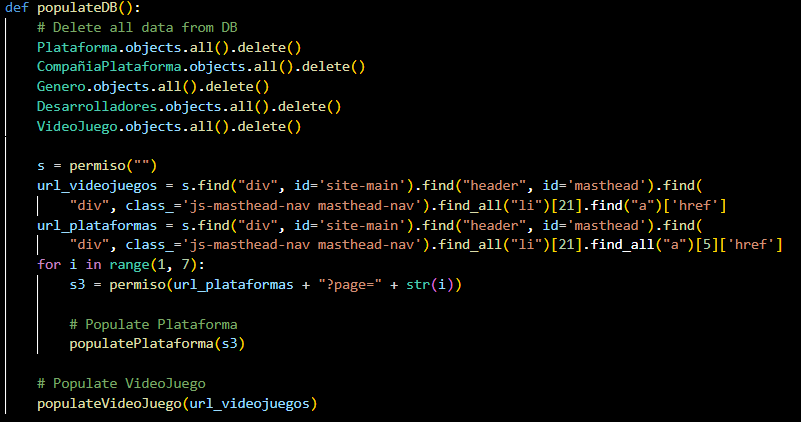 def populateDB():
    # Delete all data from DB
    Plataforma.objects.all().delete()
    CompañiaPlataforma.objects.all().delete()
    Genero.objects.all().delete()
    Desarrolladores.objects.all().delete()
    VideoJuego.objects.all().delete()

    s = permiso("")
    url_videojuegos = s.find("div", id='site-main').find("header", id='masthead').find(
        "div", class_='js-masthead-nav masthead-nav').find_all("li")[21].find("a")['href']
    url_plataformas = s.find("div", id='site-main').find("header", id='masthead').find(
        "div", class_='js-masthead-nav masthead-nav').find_all("li")[21].find_all("a")[5]['href']
    for i in range(1, 7):
        s3 = permiso(url_plataformas + "?page=" + str(i))

        # Populate Plataforma
        populatePlataforma(s3)

    # Populate VideoJuego
    populateVideoJuego(url_videojuegos)